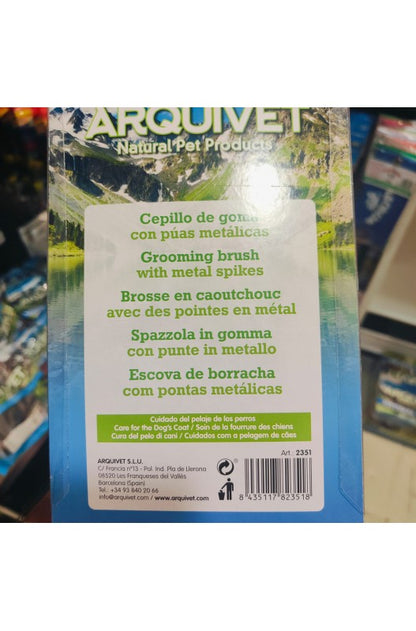 ARQUIVET
Natural Pet Products
Cepillo de goma
con púas metálicas
Grooming brush
with metal spikes
Brosse en caoutchouc
avec des pointes en métal
Spazzola in gomma
con punte in metallo
Escova de borracha
com pontas metálicas
Cuidado del pelaje de los perros
Care for the Dog's Coat / Soin de la fourrure des chiens
Cura del pelo di cani / Cuidados com a pelagem de cães
ARQUIVET S.L.U.
C/ Francia nº13 - Pol. Ind. Pla de Llerona
08520 Les Franqueses del Vallés
Barcelona (Spain)
Tel.: +34 93 840 20 66
info@arquivet.com / www.arquivet.com
Art.: 2351
8 435117 823518